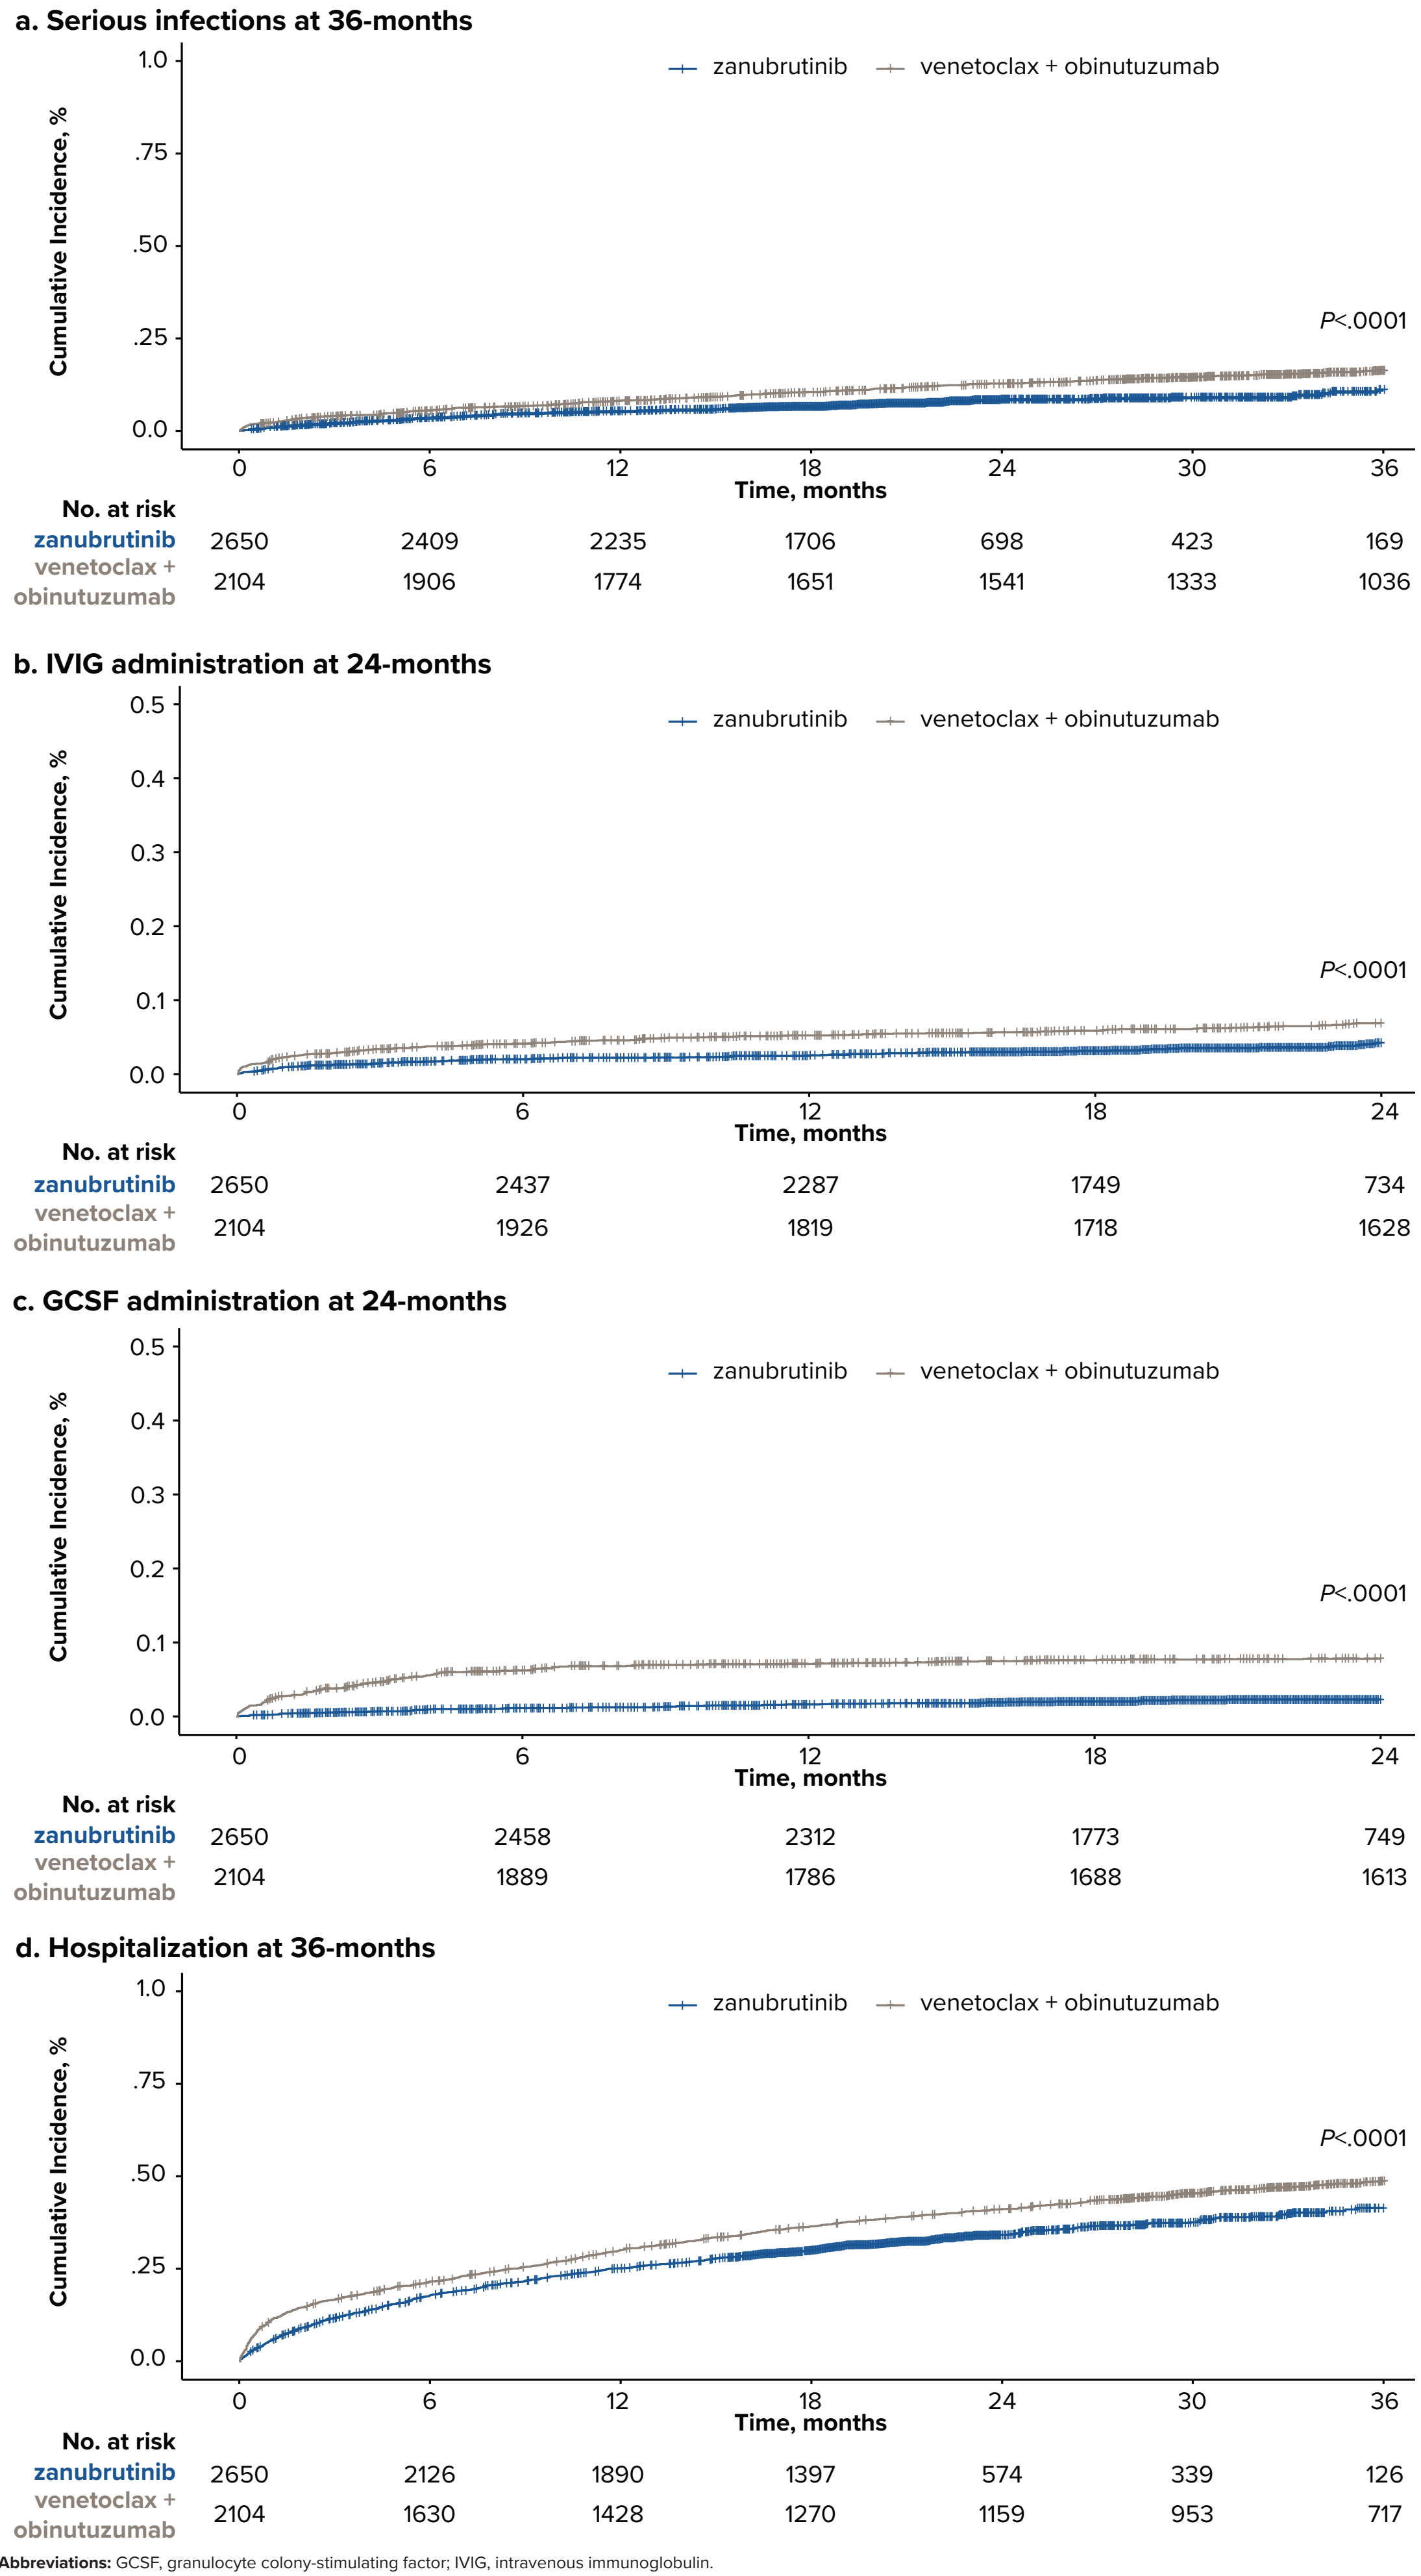 a. Serious infections at 36-months
1.0
zanubrutinib venetoclax + obinutuzumab
.75
Cumulative Incidence, %
.50
P<.0001
.25
0.0
0 6 12 18 24 30 36
Time, months
No. at risk
zanubrutinib 2650 2409 2235 1706 698 423 169
venetoclax +
obinutuzumab 2104 1906 1774 1651 1541 1333 1036
b. IVIG administration at 24-months
0.5
zanubrutinib venetoclax + obinutuzumab
0.4
Cumulative Incidence, %
0.3
0.2
P<.0001
0.1
0.0
0 6 12 18 24
Time, months
No. at risk
zanubrutinib 2650 2437 2287 1749 734
venetoclax +
obinutuzumab 2104 1926 1819 1718 1628
c. GCSF administration at 24-months
0.5
zanubrutinib venetoclax + obinutuzumab
0.4
Cumulative Incidence, %
0.3
0.2
P<.0001
0.1
0.0
0 6 12 18 24
Time, months
No. at risk
zanubrutinib 2650 2458 2312 1773 749
venetoclax +
obinutuzumab 2104 1889 1786 1688 1613
d. Hospitalization at 36-months
1.0
zanubrutinib venetoclax + obinutuzumab
.75
Cumulative Incidence, %
P<.0001
.50
.25
0.0
0 6 12 18 24 30 36
Time, months
No. at risk
zanubrutinib 2650 2126 1890 1397 574 339 126
venetoclax +
obinutuzumab 2104 1630 1428 1270 1159 953 717
Abbreviations: GCSF, granulocyte colony-stimulating factor; IVIG, intravenous immunoglobulin.